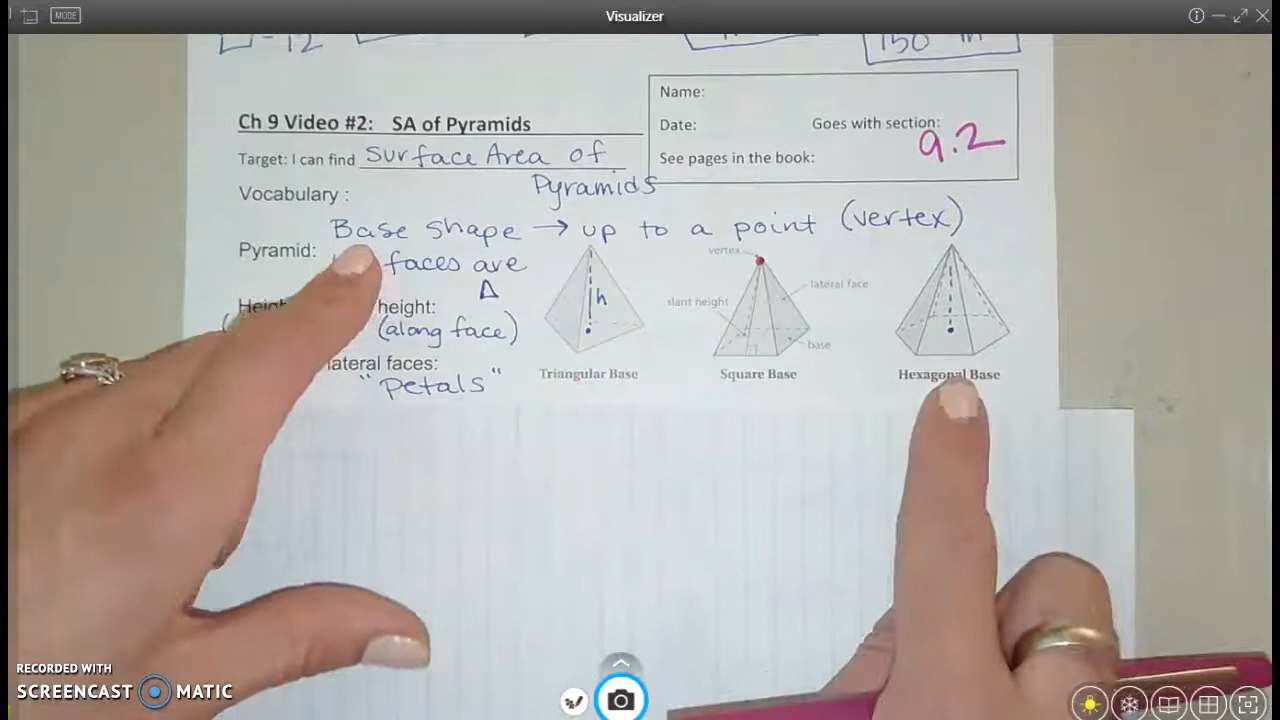 MODE
Visualizer
150 in
Name:
Ch 9 Video #2: SA of Pyramids
Date:
Goes with section: 9.2
Target: I can find Surface Area of Pyramids
See pages in the book:
Vocabulary :
Base shape → up to a point (vertex)
Pyramid:
faces are
Δ
height:
(along face)
lateral faces:
"petals"
h
vertex
lateral face
slant height
base
Triangular Base
Square Base
Hexagonal Base
RECORDED WITH
SCREENCAST MATIC